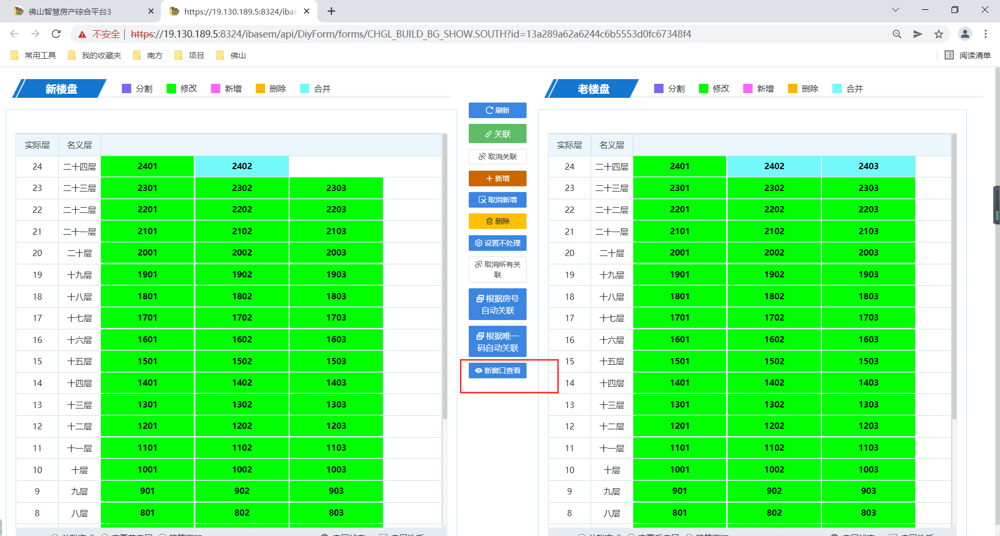 佛山智慧房产综合平台3
https://19.130.189.5:8324/ibas
不安全 | https://19.130.189.5:8324/ibasem/api/DiyForm/forms/CHGL_BUILD_BG_SHOW.SOUTH?id=13a289a62a6244c6b5553d0fc67348f4
常用工具 我的收藏夹 南方 项目 佛山 阅读清单
新楼盘 分割 修改 新增 删除 合并
实际层 名义层
24 二十四层 2401 2402
23 二十三层 2301 2302 2303
22 二十二层 2201 2202 2203
21 二十一层 2101 2102 2103
20 二十层 2001 2002 2003
19 十九层 1901 1902 1903
18 十八层 1801 1802 1803
17 十七层 1701 1702 1703
16 十六层 1601 1602 1603
15 十五层 1501 1502 1503
14 十四层 1401 1402 1403
13 十三层 1301 1302 1303
12 十二层 1201 1202 1203
11 十一层 1101 1102 1103
10 十层 1001 1002 1003
9 九层 901 902 903
8 八层 801 802 803
刷新
关联
取消关联
新增
取消新增
删除
设置不处理
取消所有关
联
根据房号
自动关联
根据唯一
码自动关联
新窗口查看
老楼盘 分割 修改 新增 删除 合并
实际层 名义层
24 二十四层 2401 2402 2403
23 二十三层 2301 2302 2303
22 二十二层 2201 2202 2203
21 二十一层 2101 2102 2103
20 二十层 2001 2002 2003
19 十九层 1901 1902 1903
18 十八层 1801 1802 1803
17 十七层 1701 1702 1703
16 十六层 1601 1602 1603
15 十五层 1501 1502 1503
14 十四层 1401 1402 1403
13 十三层 1301 1302 1303
12 十二层 1201 1202 1203
11 十一层 1101 1102 1103
10 十层 1001 1002 1003
9 九层 901 902 903
8 八层 801 802 803